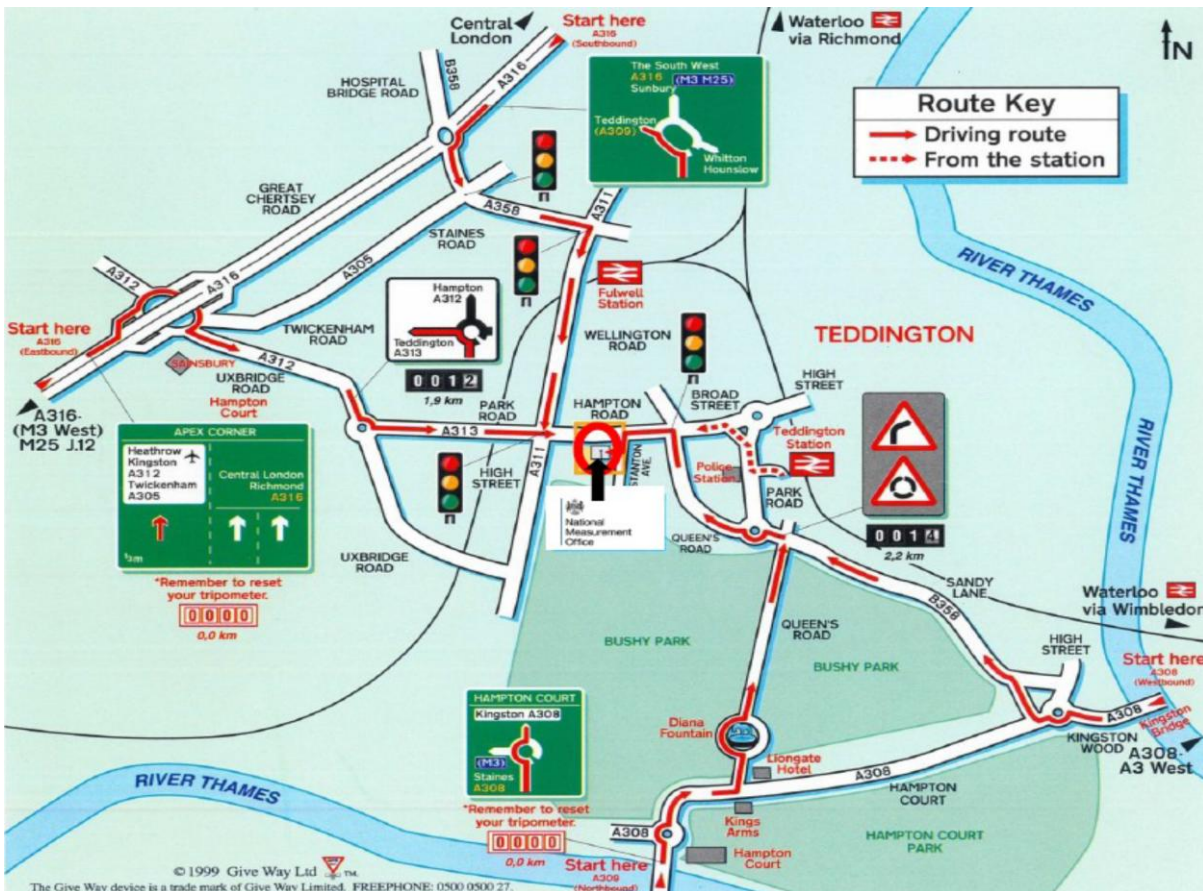 Central
London
Start here
A316
(Southbound)
Waterloo
via Richmond
N
HOSPITAL
BRIDGE ROAD
B358
A316
The South West
A316
(M3 M25)
Sunbury
Teddington
(A309)
Whitton
Hounslow
Route Key
Driving route
From the station
GREAT
CHERTSEY
ROAD
STAINES
ROAD
A358
A311
A305
A312
A316
Start here
A316
(Eastbound)
SAINSBURY
TWICKENHAM
ROAD
Hampton
A312
Teddington
A313
0 0 1 2
1,9 km
Fulwell
Station
WELLINGTON
ROAD
TEDDINGTON
RIVER THAMES
RIVER THAMES
UXBRIDGE
ROAD
A312
Hampton
Court
A316-
(M3 West)
M25 J.12
PARK
ROAD
HAMPTON
ROAD
BROAD
STREET
HIGH
STREET
A313
Teddington
Station
APEX CORNER
Heathrow
Kingston
A312
Twickenham
A305
Central London
Richmond
A316
HIGH
STREET
A311
STANTON
AVE.
Police
Station
PARK
ROAD
National
Measurement
Office
QUEEN'S
ROAD
0 0 1 4
2,2 km
UXBRIDGE
ROAD
*Remember to reset
your tripometer.
0 0 0 0
0,0 km
SANDY
LANE
B358
Waterloo
via Wimbledon
RIVER THAMES
BUSHY PARK
QUEEN'S
ROAD
BUSHY PARK
HIGH
STREET
Start here
A308
(Westbound)
A308
Kingston
Bridge
KINGSTON
WOOD
A308-
A3 West
HAMPTON COURT
Kingston A308
(M3)
Staines
A308
Diana
Fountain
Liongate
Hotel
A308
HAMPTON
COURT
RIVER THAMES
*Remember to reset
your tripometer.
0 0 0 0
0,0 km
A308
Kings
Arms
Hampton
Court
HAMPTON COURT
PARK
Start here
A309
(Northbound)
© 1999 Give Way Ltd TM.
The Give Way device is a trade mark of Give Way Limited. FREEPHONE: 0500 0500 27.